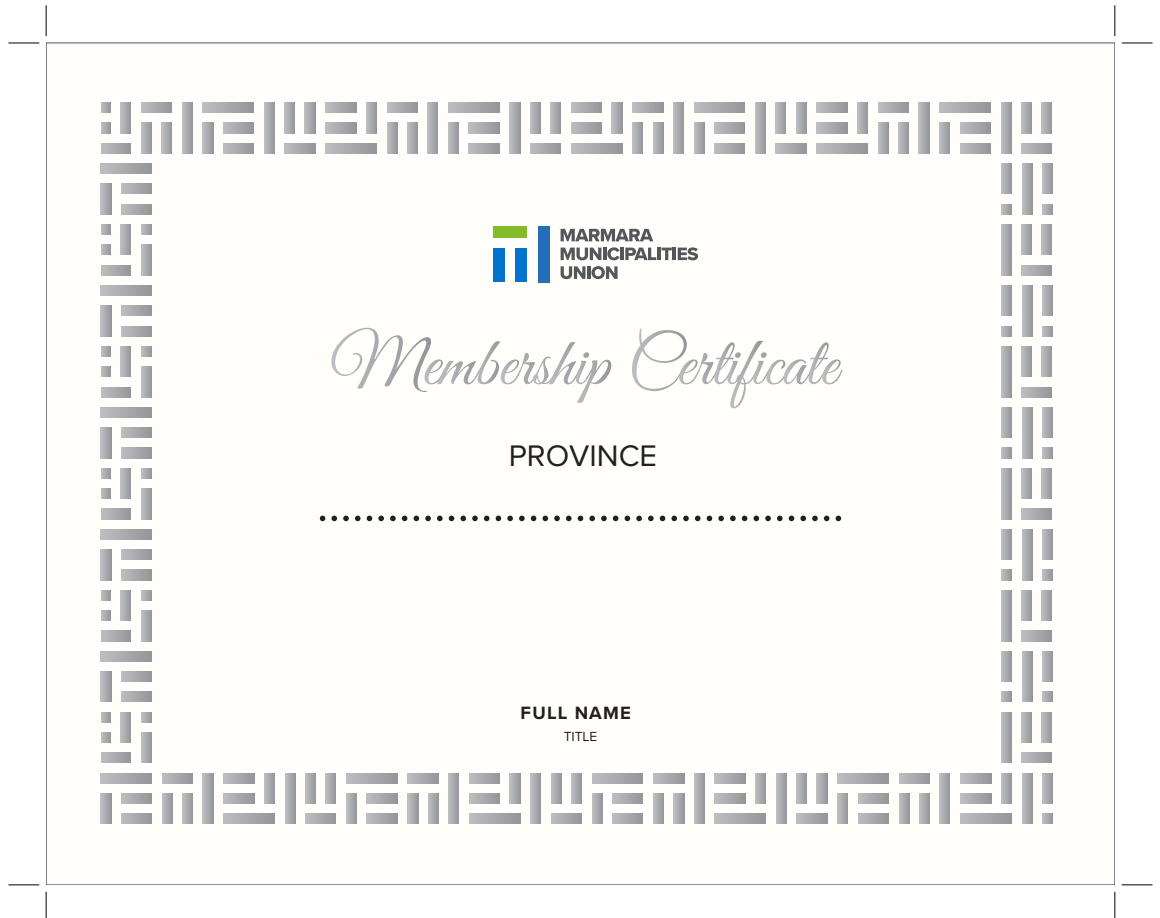 MARMARA
MUNICIPALITIES
UNION
Membership Certificate
PROVINCE
FULL NAME
TITLE